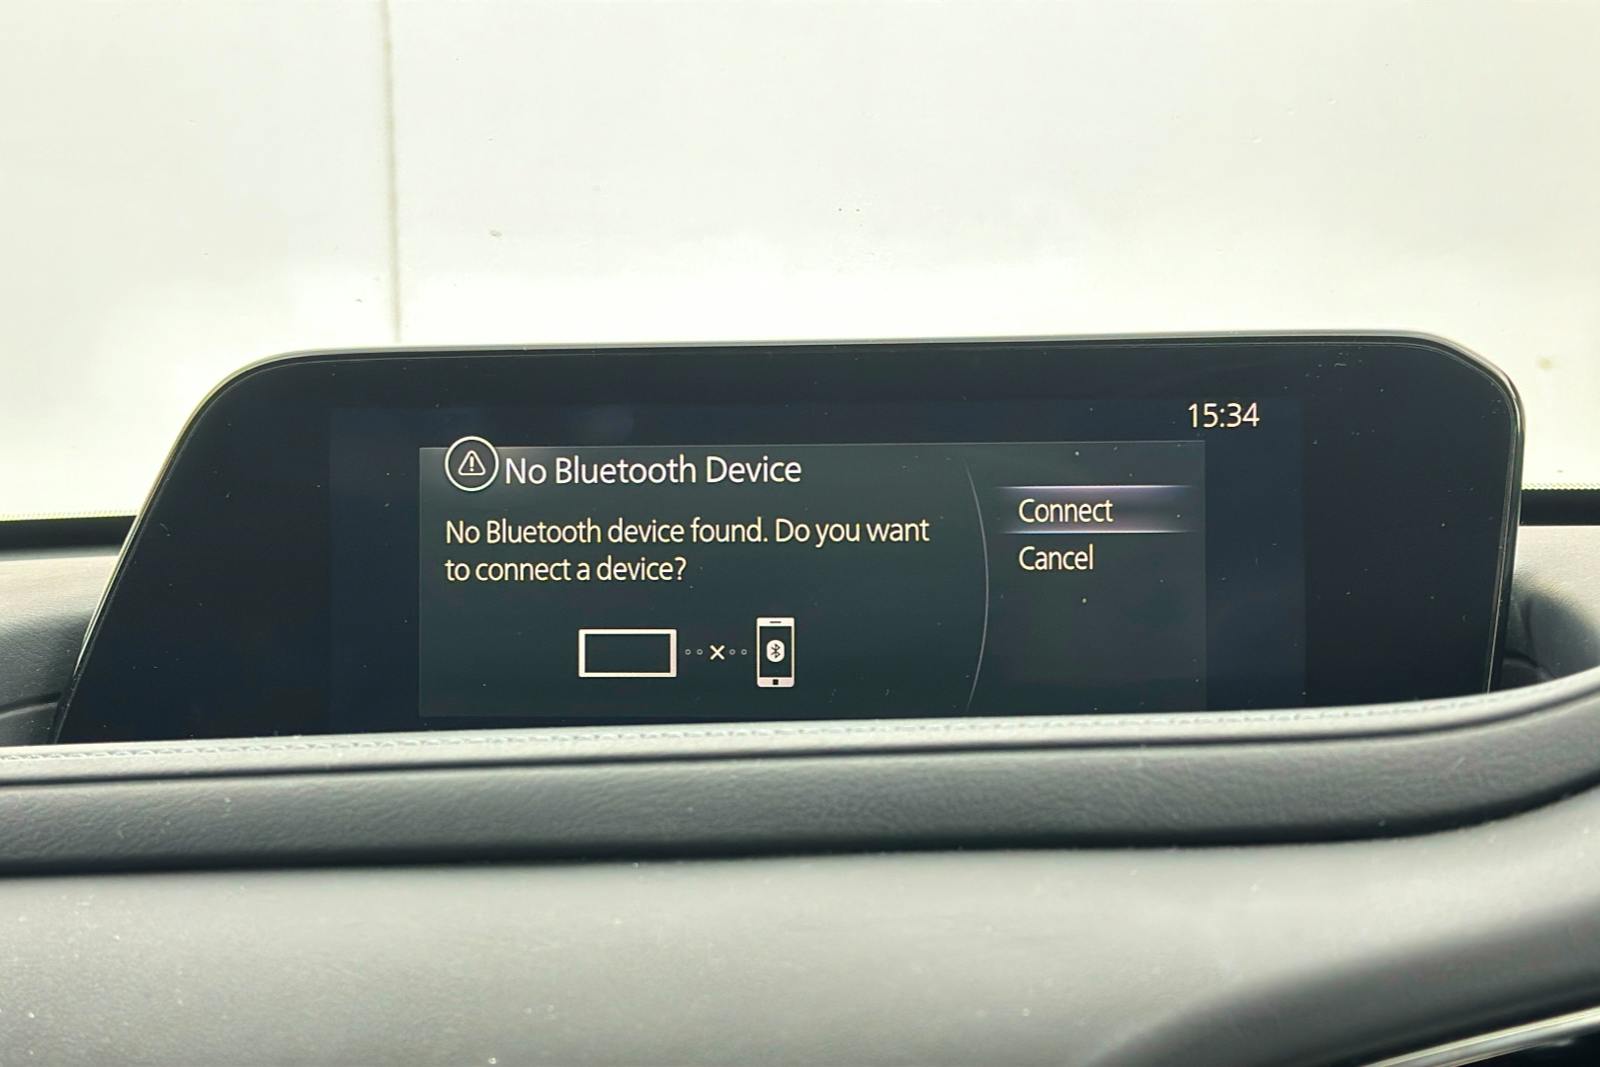 15:34
No Bluetooth Device
No Bluetooth device found. Do you want
to connect a device?
Connect
Cancel